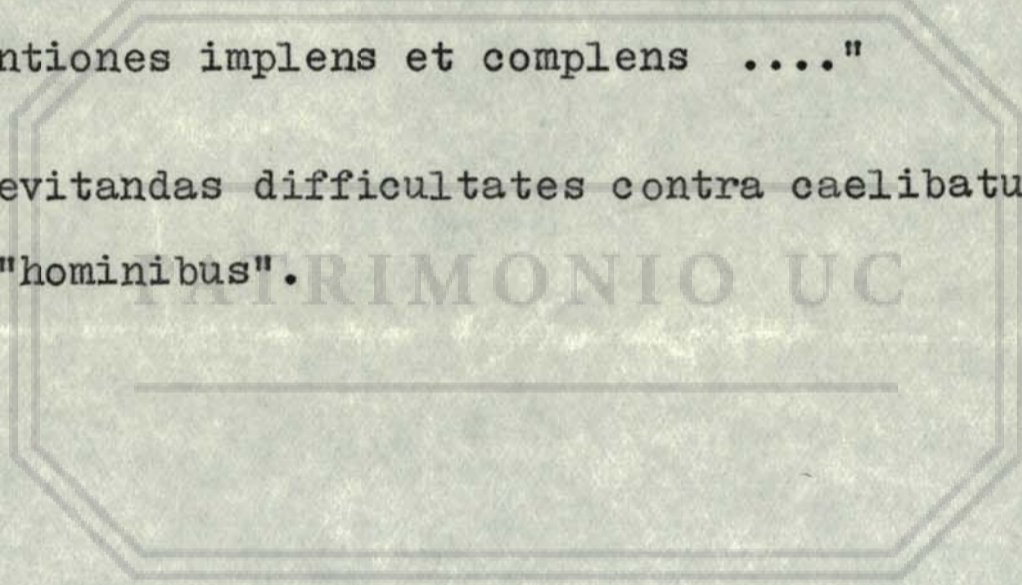 ntiones implens et complens ...."
evitandas difficultates contra caelibatu
"hominibus".
PATRIMONIO UC